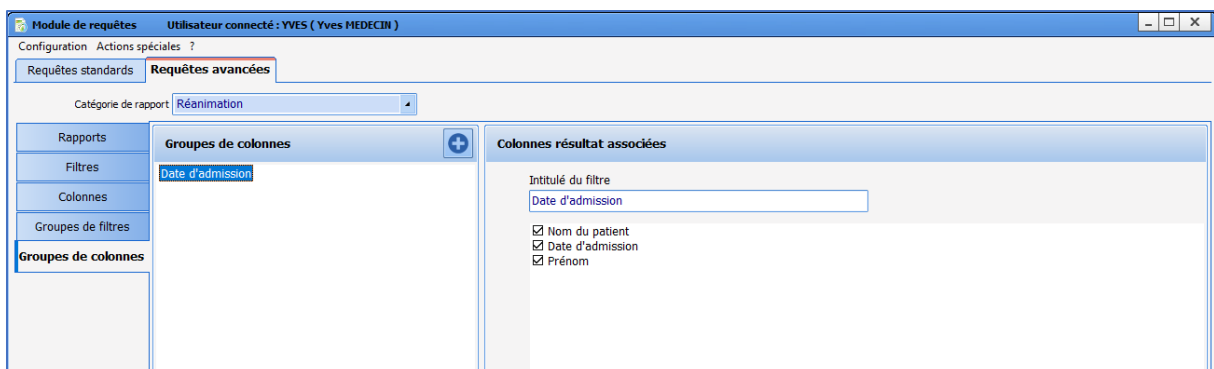 Module de requêtes Utilisateur connecté : YVES ( Yves MEDECIN )
Configuration Actions spéciales ?
Requêtes standards Requêtes avancées
Catégorie de rapport Réanimation
Rapports
Filtres
Colonnes
Groupes de filtres
Groupes de colonnes
Groupes de colonnes
Date d'admission
Colonnes résultat associées
Intitulé du filtre
Date d'admission
Nom du patient
Date d'admission
Prénom